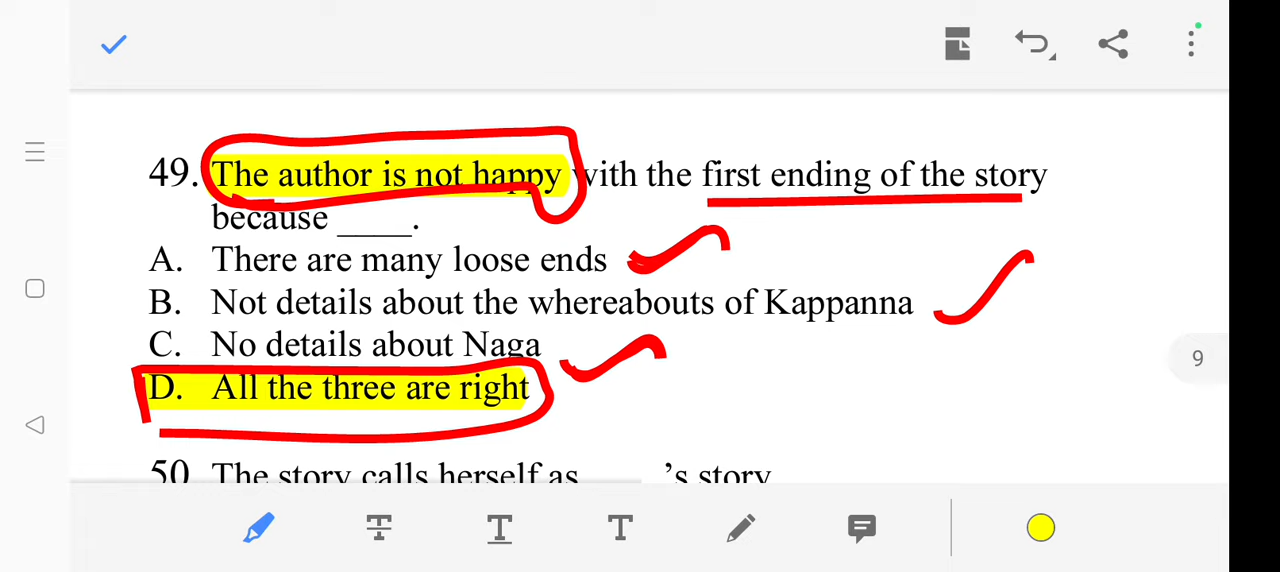 49. The author is not happy with the first ending of the story
because ____.
A. There are many loose ends
B. Not details about the whereabouts of Kappanna
C. No details about Naga
D. All the three are right
9
50. The story calls herself as ____'s story
T T T